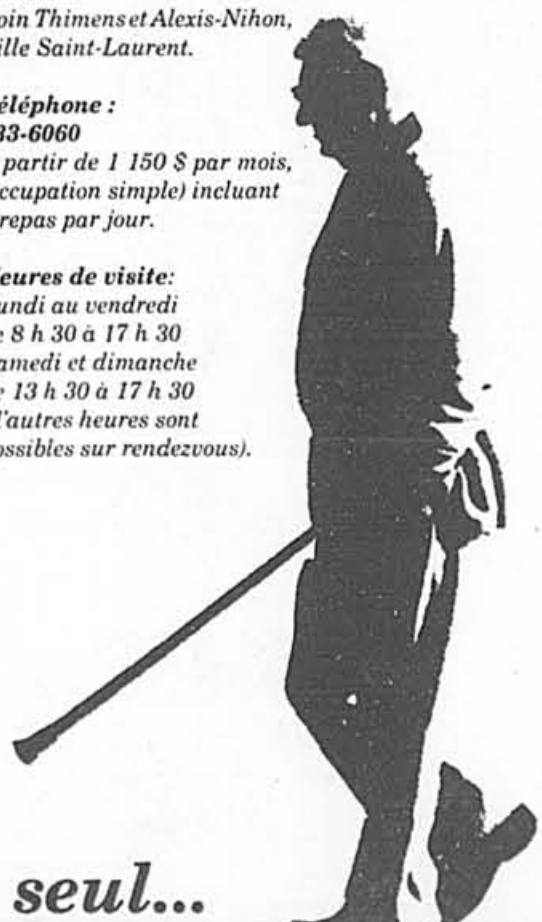 oin Thimens et Alexis-Nihon,
ille Saint-Laurent.
éléphone :
33-6060
partir de 1 150 $ par mois,
ccupation simple) incluant
repas par jour.
eures de visite:
undi au vendredi
e 8 h 30 à 17 h 30
amedi et dimanche
e 13 h 30 à 17 h 30
'autres heures sont
ossibles sur rendezvous).
seul...